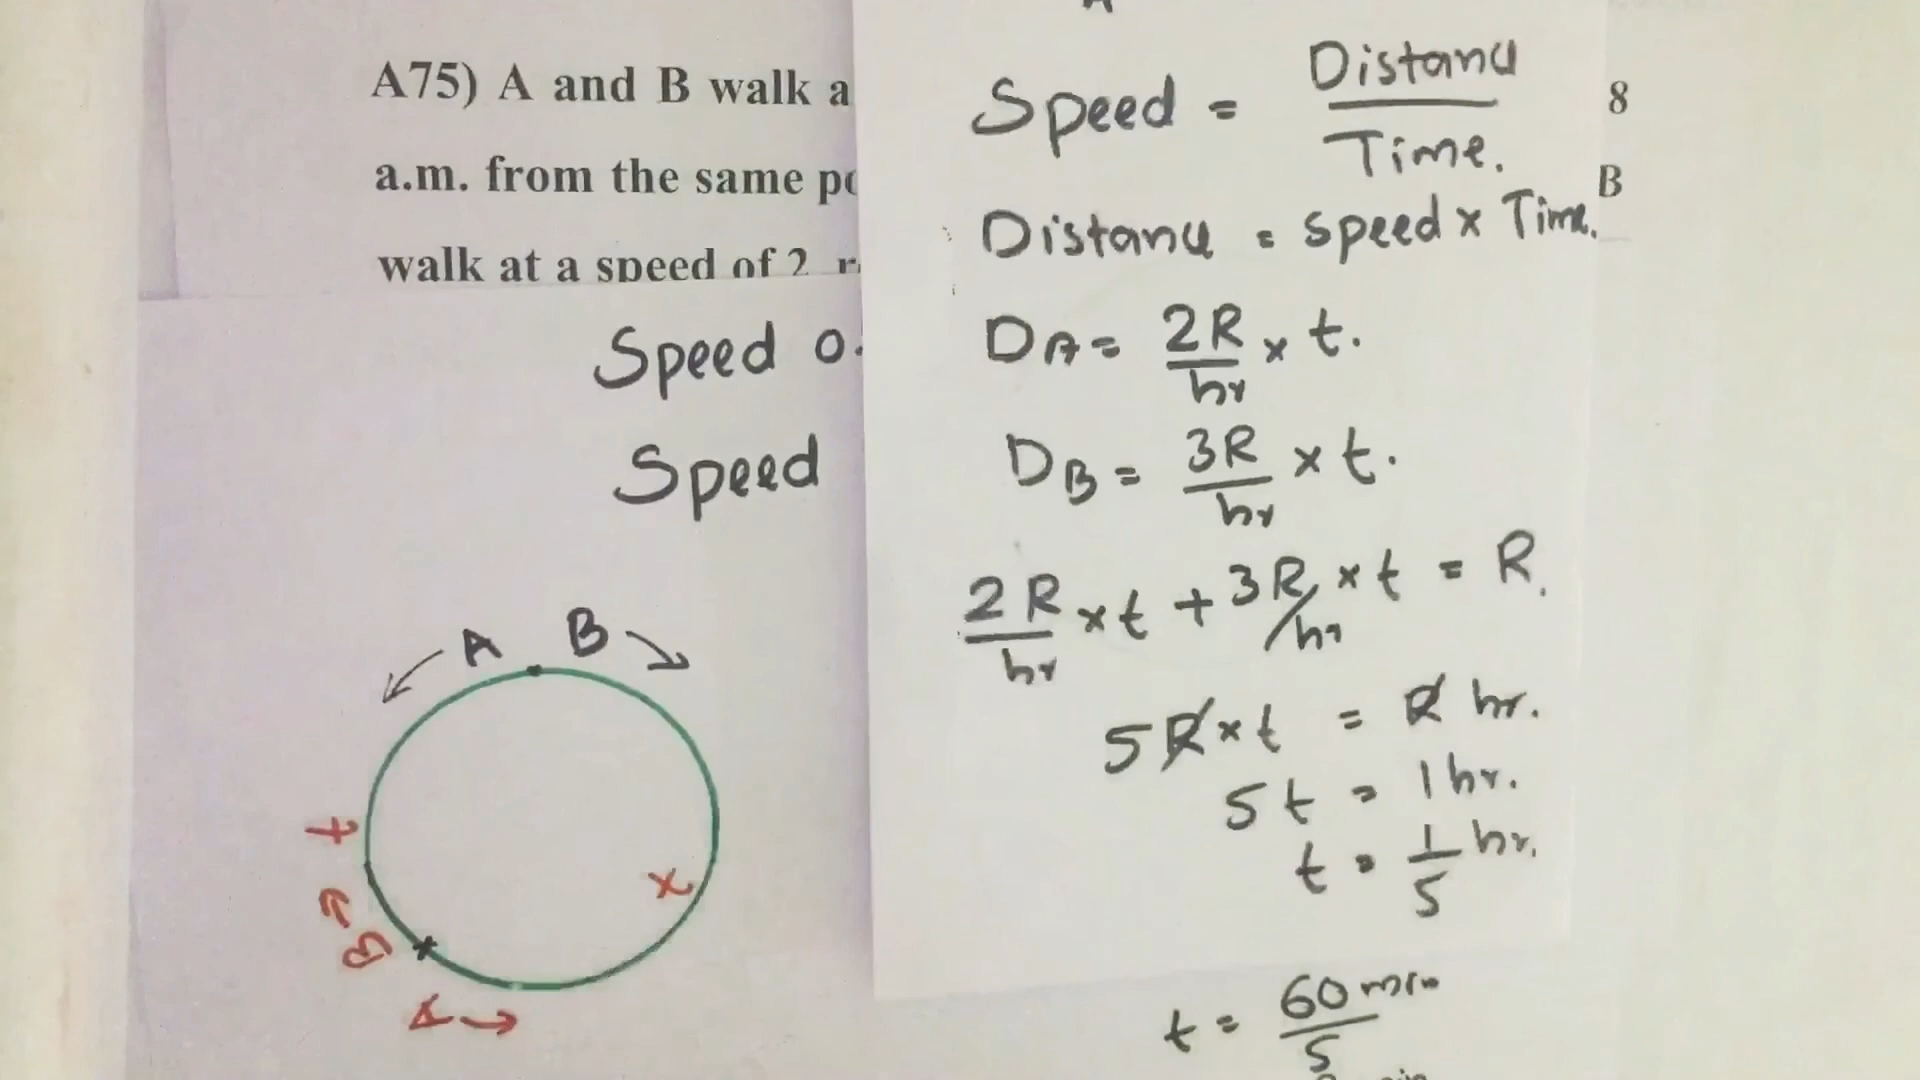 A75) A and B walk a
8
a.m. from the same po
B
walk at a speed of 2 r
Speed o
Speed
A B
t
x
B
A
Speed = Distance
Time.
Distance = speed x Time.
DA = 2R x t.
hr
DB = 3R x t.
hr
2R x t + 3R/hr x t = R.
hr
5R x t = R hr.
5t = 1hr.
t = 1 hr.
5
t = 60 min
5